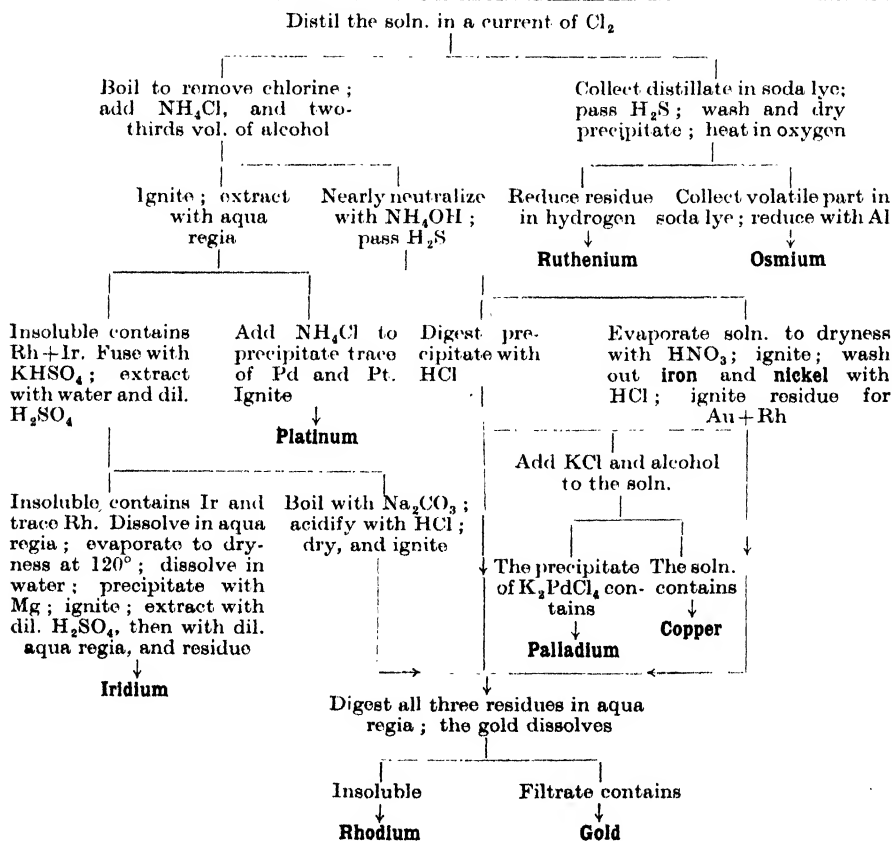 Distil the soln. in a current of Cl₂
Boil to remove chlorine ;
add NH₄Cl, and two-
thirds vol. of alcohol
Collect distillate in soda lye;
pass H₂S ; wash and dry
precipitate ; heat in oxygen
Ignite ; extract
with aqua
regia
Nearly neutralize
with NH₄OH ;
pass H₂S
Reduce residue
in hydrogen
Ruthenium
Collect volatile part in
soda lye; reduce with Al
Osmium
Insoluble contains
Rh+Ir. Fuse with
KHSO₄ ; extract
with water and dil.
H₂SO₄
Add NH₄Cl to
precipitate trace
of Pd and Pt.
Ignite
Platinum
Digest pre-
cipitate with
HCl
Evaporate soln. to dryness
with HNO₃; ignite; wash
out iron and nickel with
HCl; ignite residue for
Au+Rh
Add KCl and alcohol
to the soln.
Insoluble contains Ir and
trace Rh. Dissolve in aqua
regia ; evaporate to dry-
ness at 120° ; dissolve in
water ; precipitate with
Mg ; ignite ; extract with
dil. H₂SO₄, then with dil.
aqua regia, and residue
Iridium
Boil with Na₂CO₃ ;
acidify with HCl ;
dry, and ignite
The precipitate
of K₂PdCl₄ con-
tains
Palladium
The soln.
contains
Copper
Digest all three residues in aqua
regia ; the gold dissolves
Insoluble
Rhodium
Filtrate contains
Gold